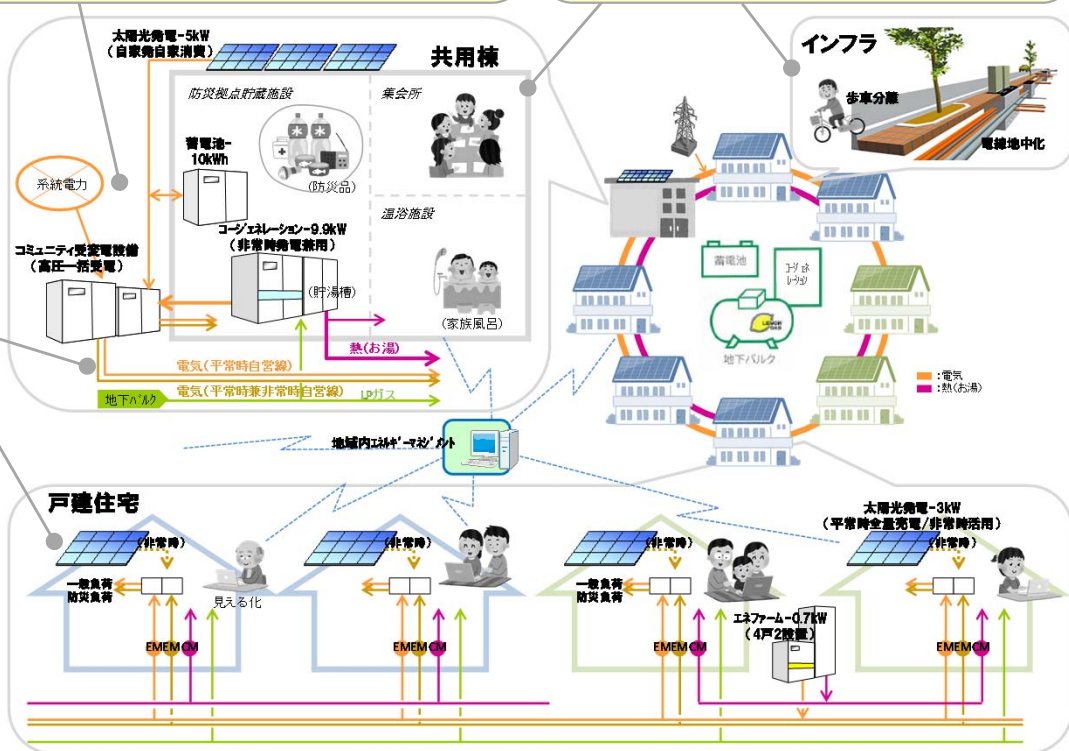 太陽光発電-5kW
(自家発自家消費)
共用棟
防災拠点貯蔵施設
集会所
水
水
蓄電池-
10kWh
(防災品)
系統電力
温浴施設
コージェネレーション-9.9kW
(非常時発電兼用)
コミュニティ受変電設備
(高圧一括受電)
(貯湯槽)
(家族風呂)
熱(お湯)
電気(平常時自営線)
電気(平常時兼非常時自営線)
LPガス
地下バルク
インフラ
歩車分離
電線地中化
蓄電池
コージェネ
レーション
LEMON
GAS
地下バルク
:電気
:熱(お湯)
地域内エネルギーマネジメント
戸建住宅
太陽光発電-3kW
(平常時全量売電/非常時活用)
(非常時)
(非常時)
(非常時)
(非常時)
一般負荷
防災負荷
見える化
一般負荷
防災負荷
エネファーム-0.7kW
(4戸2設置)
EM
EM
CM
EM
EM
CM
EM
EM
CM
EM
EM
CM